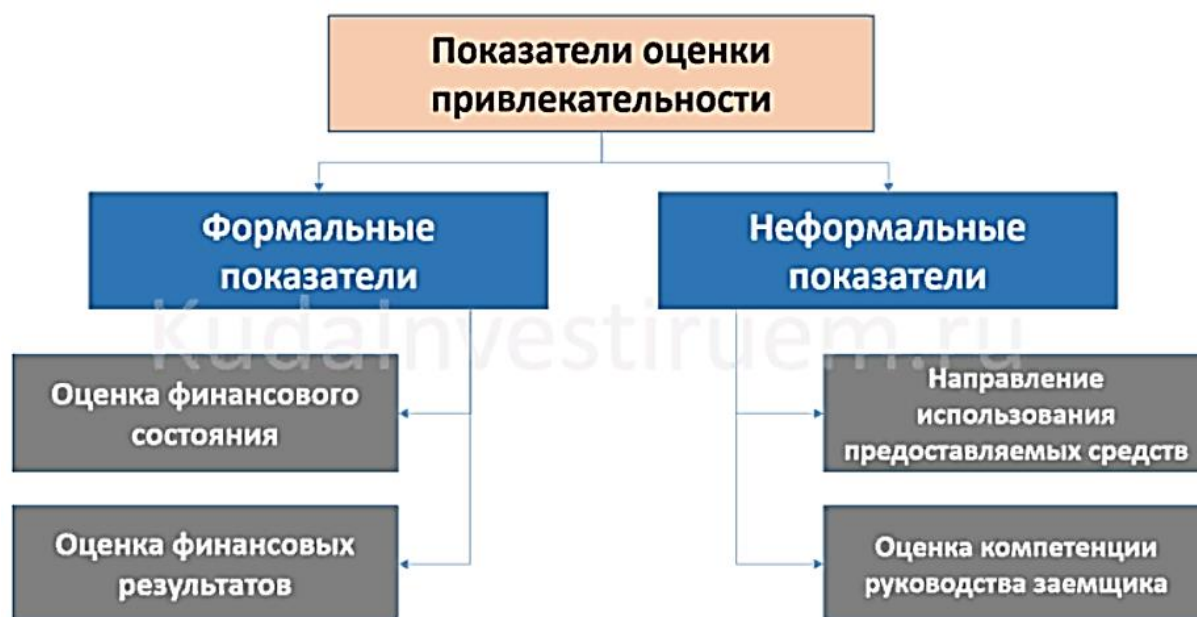 Показатели оценки
привлекательности
Формальные
показатели
Неформальные
показатели
KudaInvestiruem.ru
Оценка финансового
состояния
Направление
использования
предоставляемых средств
Оценка финансовых
результатов
Оценка компетенции
руководства заемщика